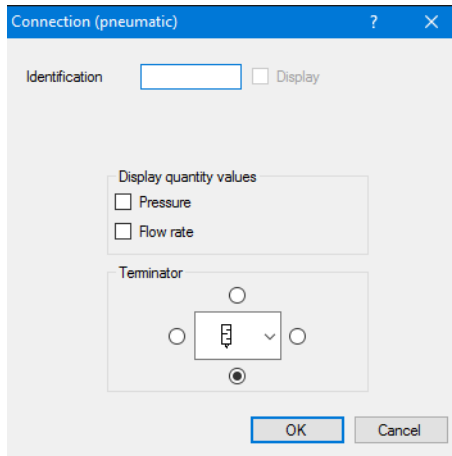 Connection (pneumatic) ?
Identification Display
Display quantity values
Pressure
Flow rate
Terminator
OK Cancel